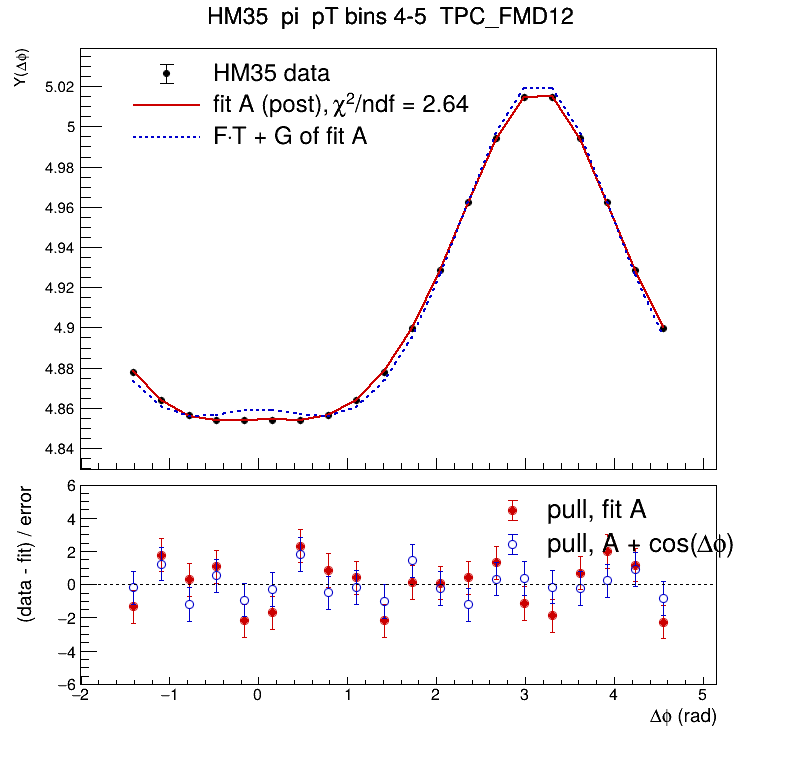 HM35 pi pT bins 4-5 TPC_FMD12
Y(Δϕ)
HM35 data
fit A (post), χ²/ndf = 2.64
F·T + G of fit A
5.02
5
4.98
4.96
4.94
4.92
4.9
4.88
4.86
4.84
(data - fit) / error
pull, fit A
pull, A + cos(Δϕ)
6
4
2
0
−2
−4
−6
−2 −1 0 1 2 3 4 5
Δϕ (rad)